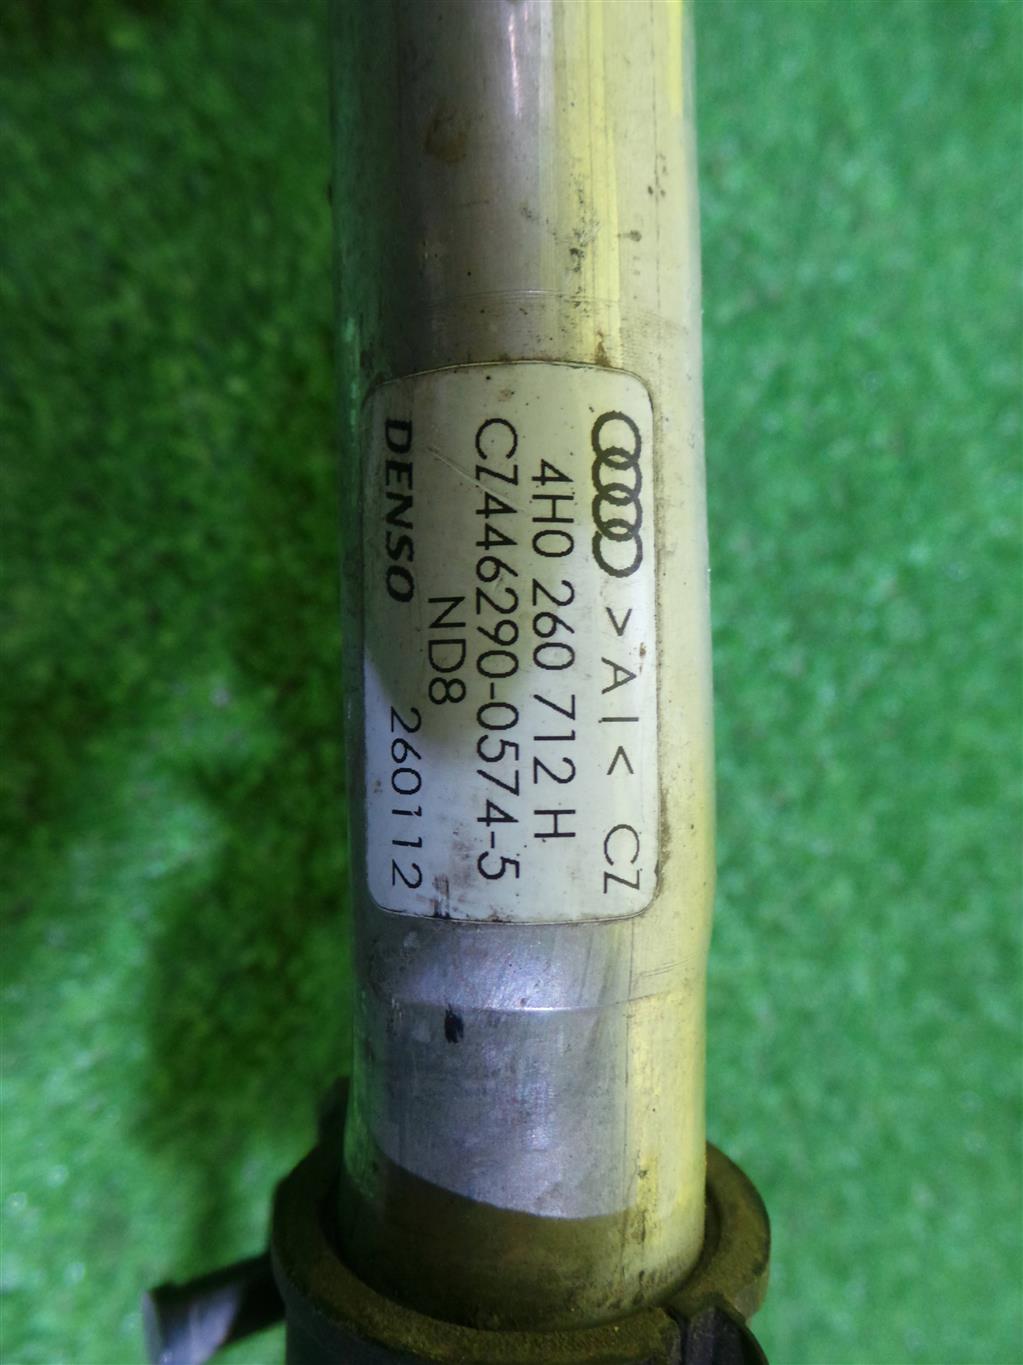 >AI< CZ
4H0 260 712 H
CZ446290-0574-5
ND8
DENSO 260112